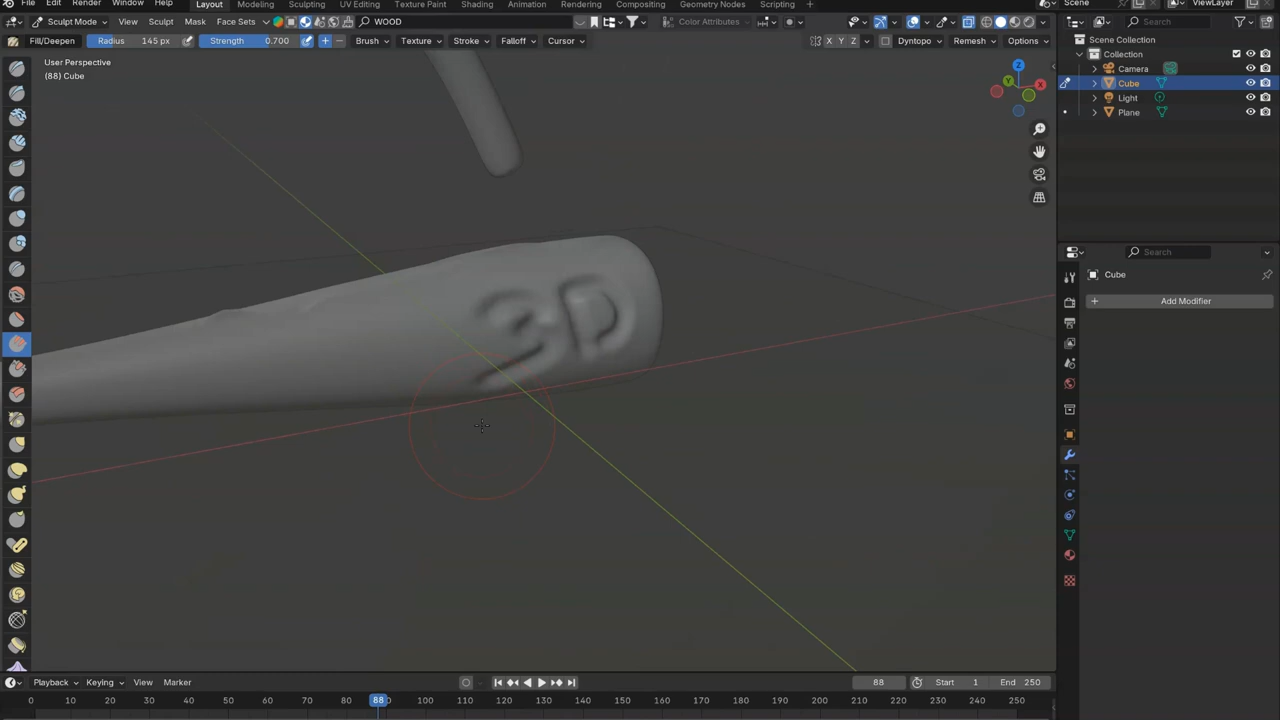 File Edit Render Window Help Layout Modeling Sculpting UV Editing Texture Paint Shading Animation Rendering Compositing Geometry Nodes Scripting + Scene ViewLayer
Sculpt Mode View Sculpt Mask Face Sets WOOD Color Attributes Search
Fill/Deepen Radius 145 px Strength 0.700 Brush Texture Stroke Falloff Cursor X Y Z Dyntopo Remesh Options
Scene Collection
Collection
Camera
Cube
Light
Plane
User Perspective
(88) Cube
Z
Y
X
SD
Search
Cube
Add Modifier
Playback Keying View Marker 88 Start 1 End 250
0 10 20 30 40 50 60 70 80 88 90 100 110 120 130 140 150 160 170 180 190 200 210 220 230 240 250